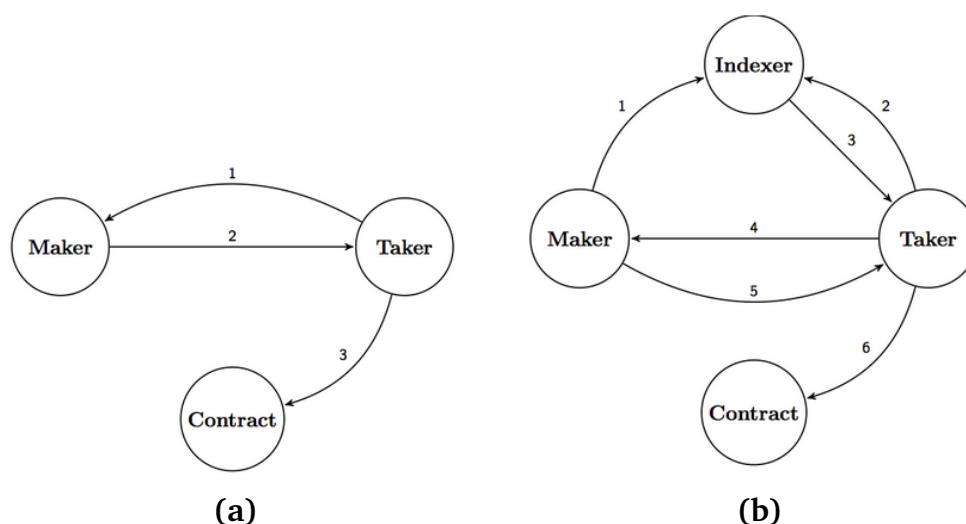 Maker
1
2
Taker
3
Contract
(a)
Indexer
1
2
3
Maker
4
Taker
5
6
Contract
(b)